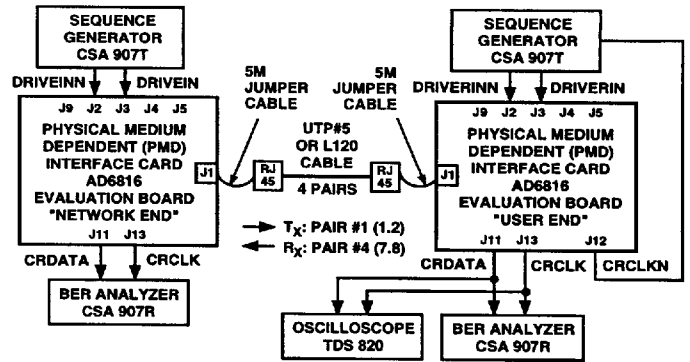 SEQUENCE
GENERATOR
CSA 907T
DRIVEINN
DRIVEIN
J9 J2 J3 J4 J5
PHYSICAL MEDIUM
DEPENDENT (PMD)
INTERFACE CARD
AD6816
EVALUATION BOARD
"NETWORK END"
J1
J11 J13
CRDATA
CRCLK
BER ANALYZER
CSA 907R
5M
JUMPER
CABLE
RJ
45
UTP#5
OR L120
CABLE
4 PAIRS
TX: PAIR #1 (1.2)
RX: PAIR #4 (7.8)
5M
JUMPER
CABLE
RJ
45
SEQUENCE
GENERATOR
CSA 907T
DRIVERINN
DRIVERIN
J9 J2 J3 J4 J5
PHYSICAL MEDIUM
DEPENDENT (PMD)
INTERFACE CARD
AD6816
EVALUATION BOARD
"USER END"
J1
J11 J13 J12
CRDATA
CRCLK
CRCLKN
OSCILLOSCOPE
TDS 820
BER ANALYZER
CSA 907R